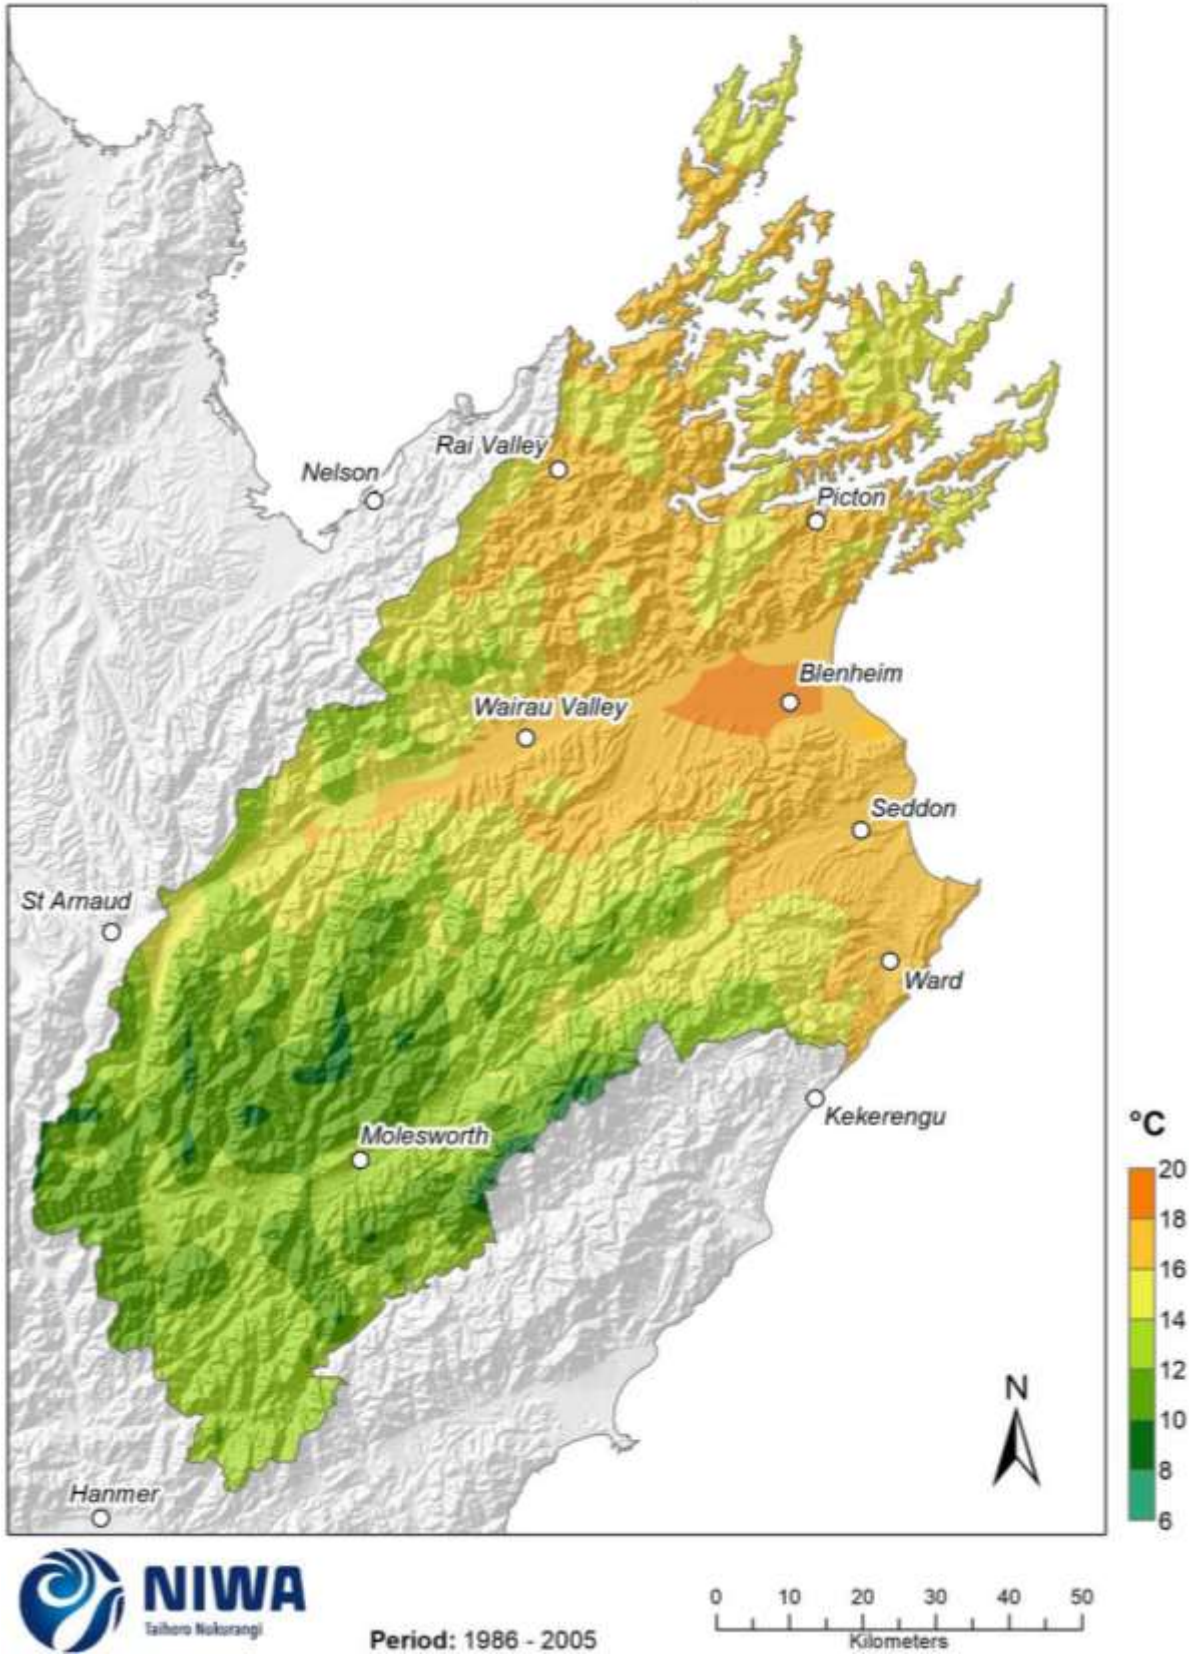 Rai Valley
Nelson
Picton
Blenheim
Wairau Valley
Seddon
St Arnaud
Ward
Kekerengu
Molesworth
Hanmer
N
°C
20
18
16
14
12
10
8
6
NIWA
Taihoro Nukurangi
Period: 1986 - 2005
0 10 20 30 40 50
Kilometers